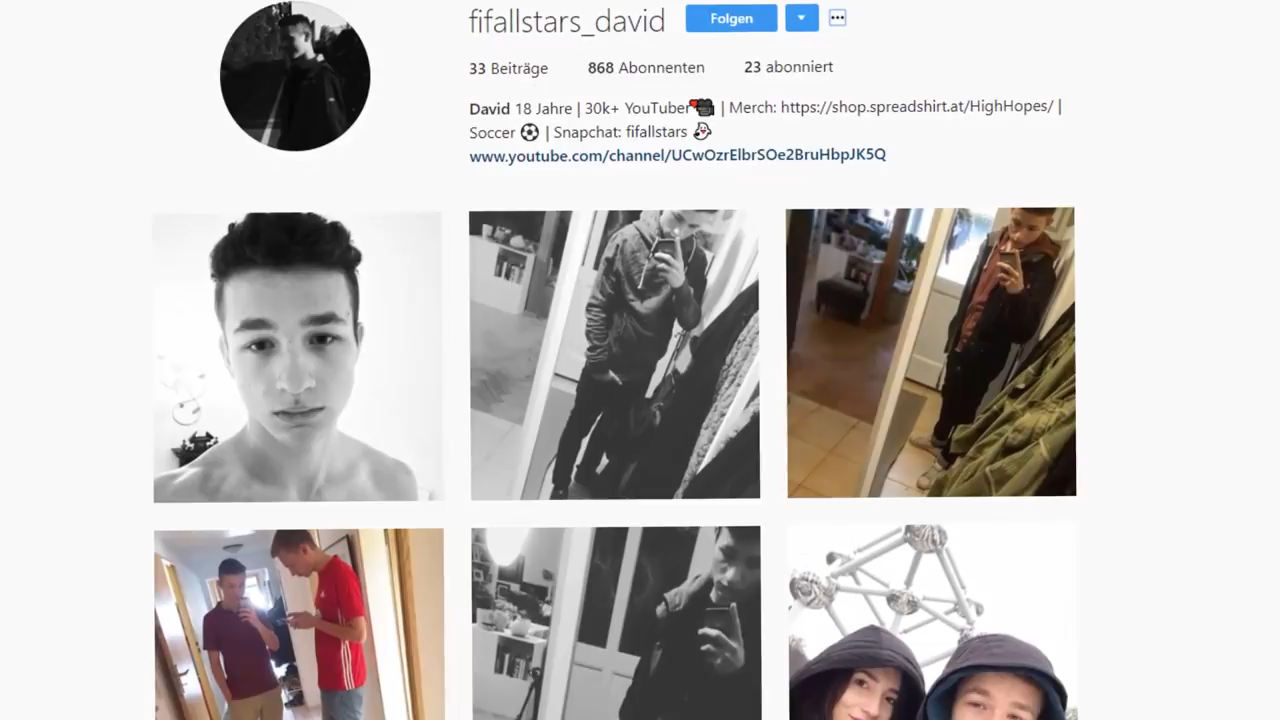 fifallstars_david Folgen
33 Beiträge 868 Abonnenten 23 abonniert
David 18 Jahre | 30k+ YouTuber | Merch: https://shop.spreadshirt.at/HighHopes/ |
Soccer ⚽ | Snapchat: fifallstars 👻
www.youtube.com/channel/UCwOzrElbrSOe2BruHbpJK5Q